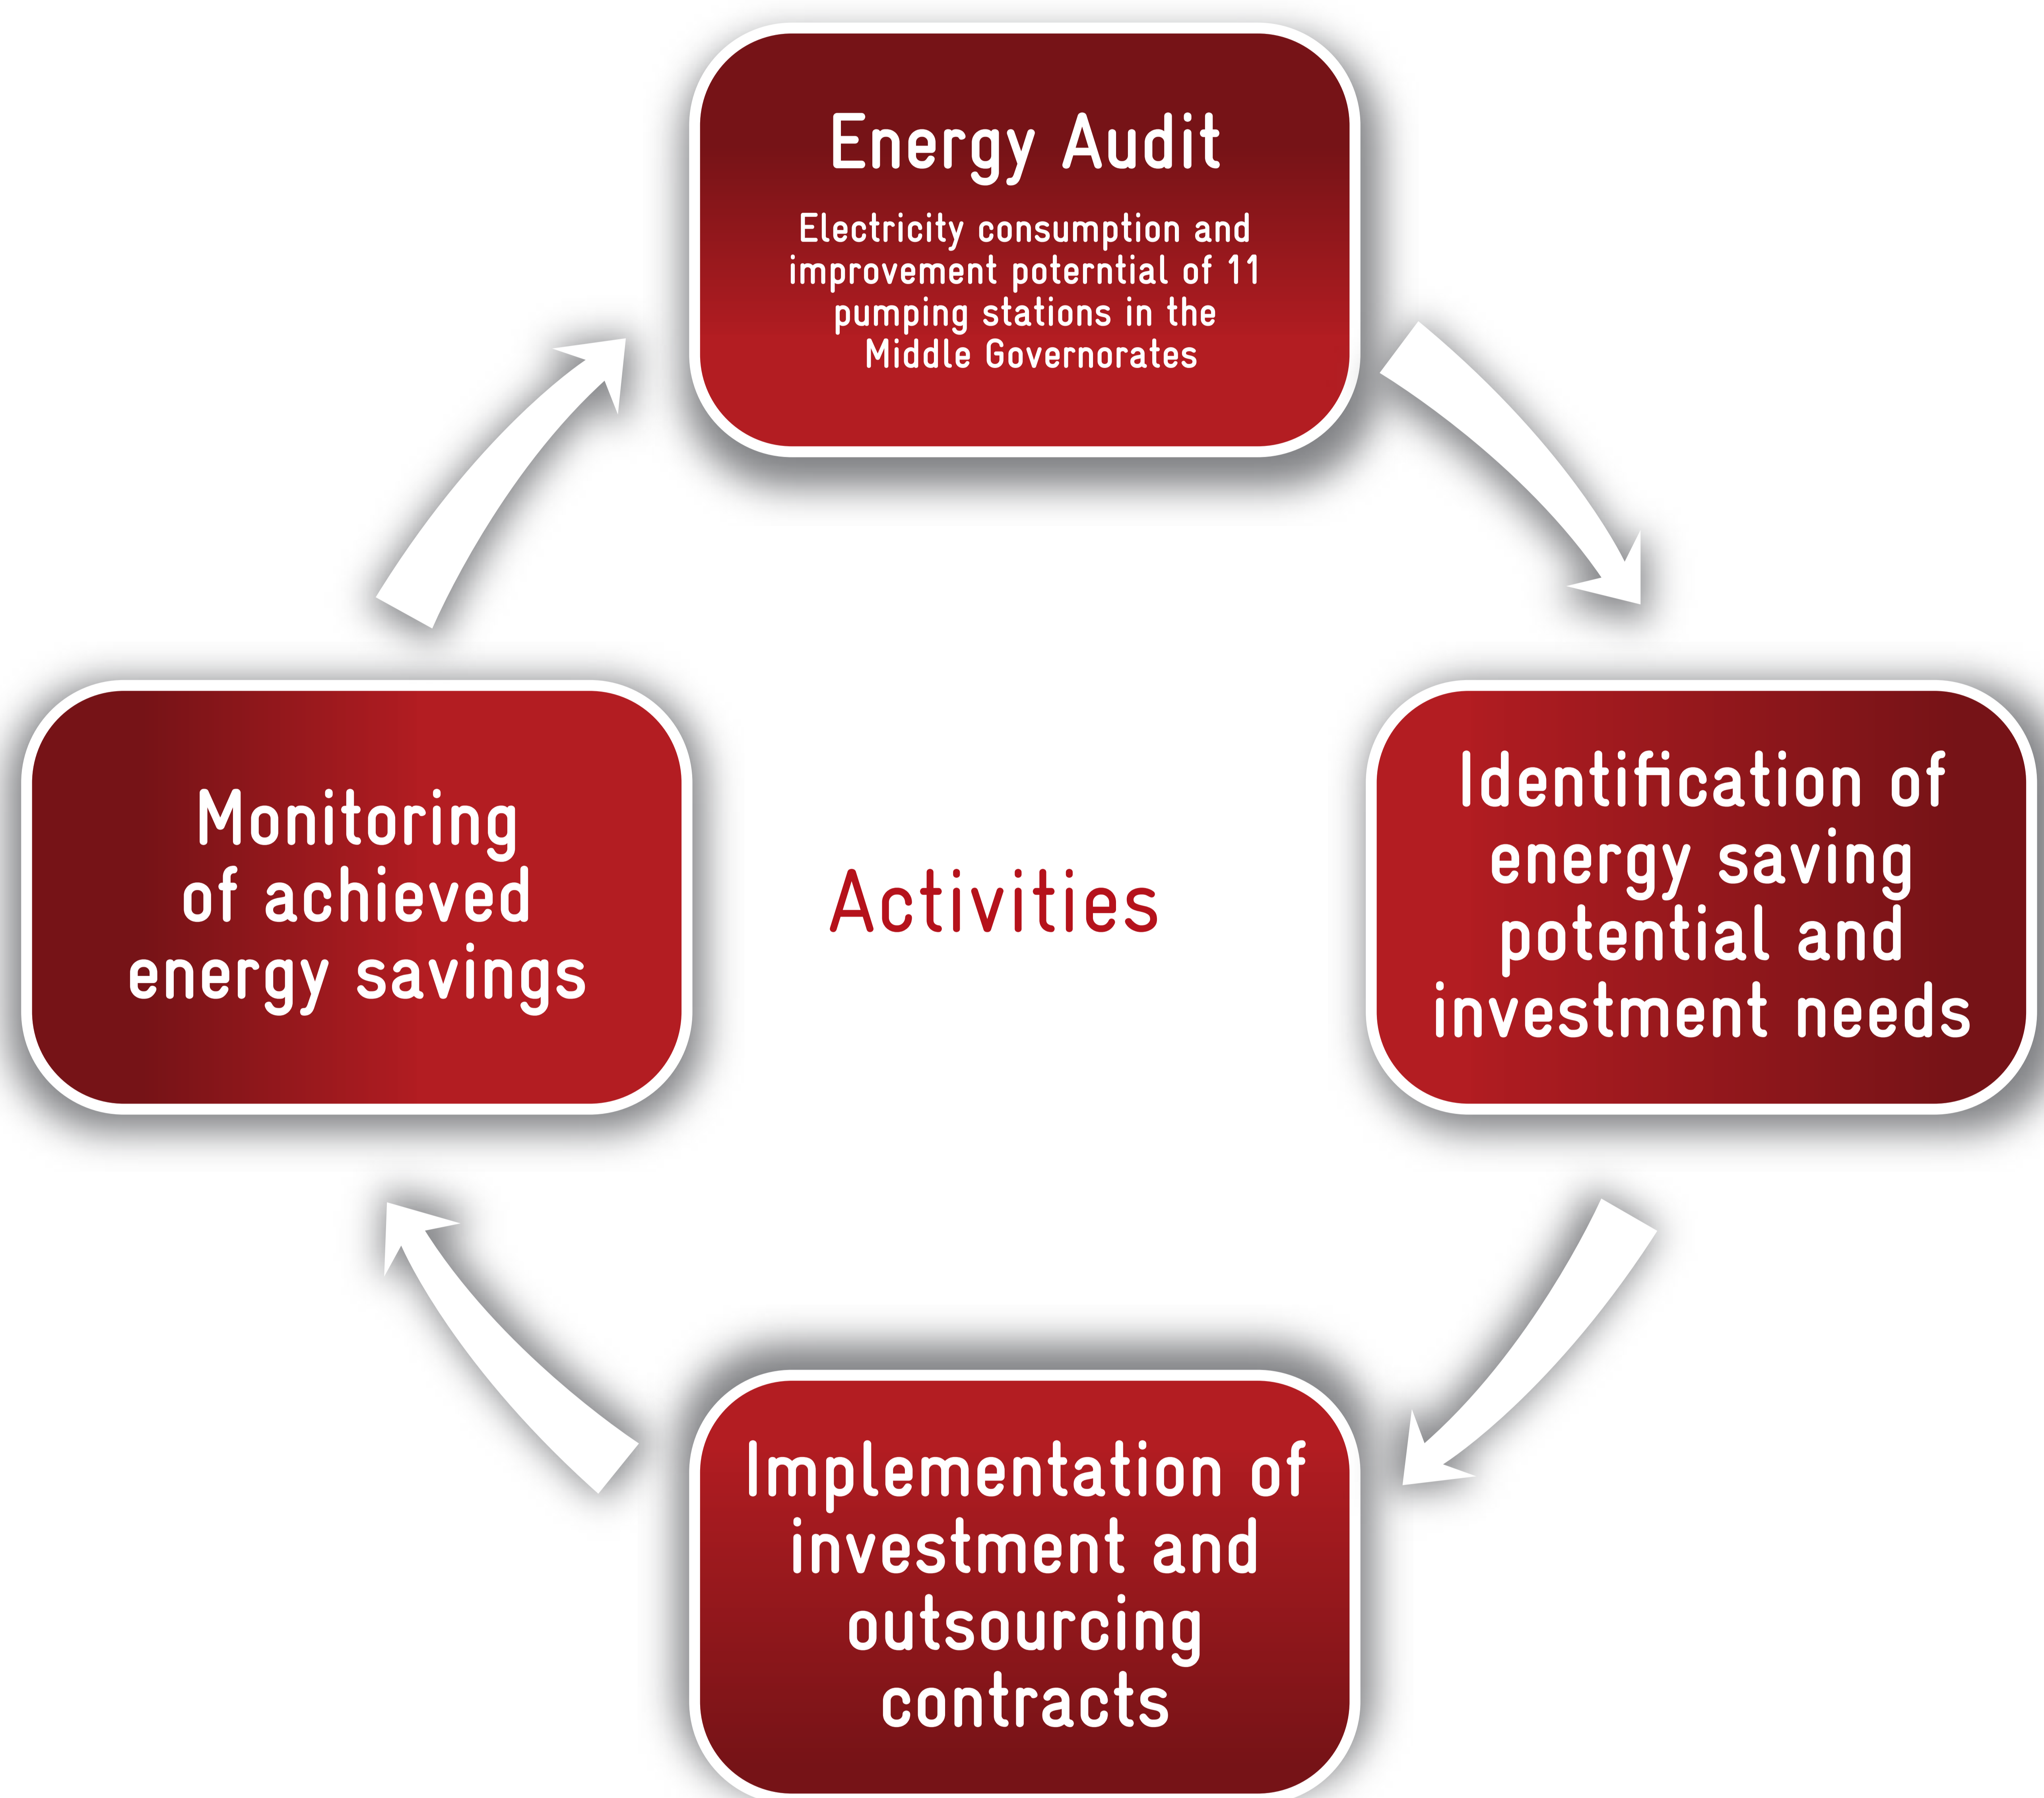 Energy Audit
Electricity consumption and
improvement poterntial of 11
pumping stations in the
Middle Governorates
Identification of
energy saving
potential and
investment needs
Implementation of
investment and
outsourcing
contracts
Monitoring
of achieved
energy savings
Activities